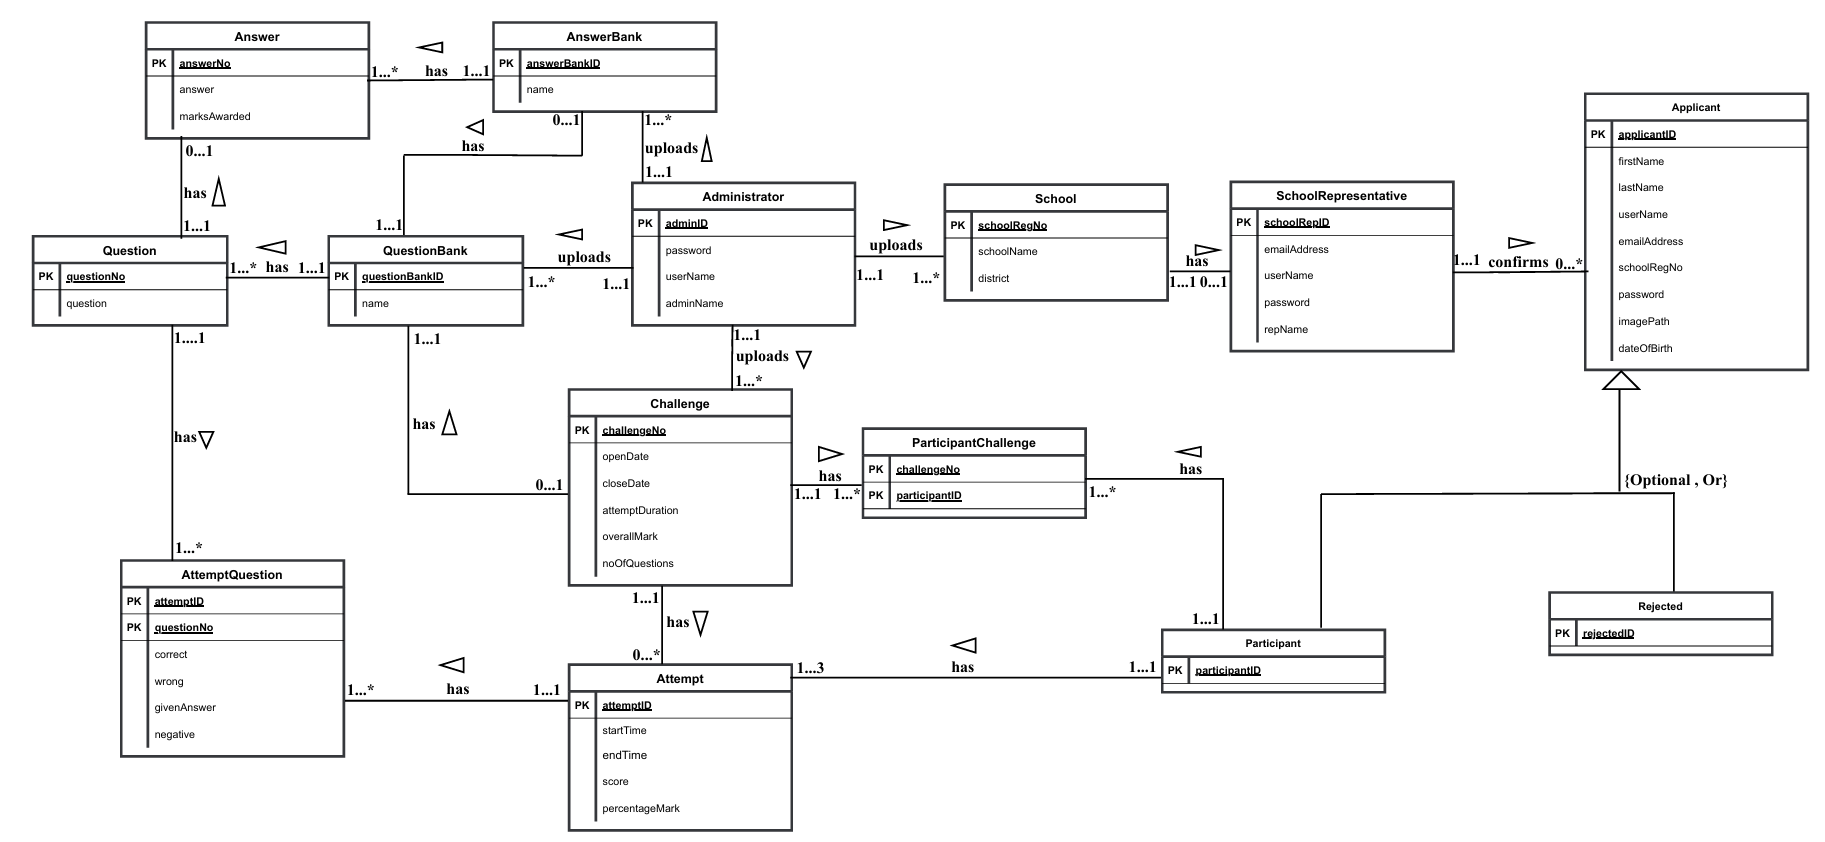 Answer
PK answerNo
answer
marksAwarded
1...* has 1...1
AnswerBank
PK answerBankID
name
0...1
has
1...1
0...1
has
1...1
1...*
uploads
1...1
Question
PK questionNo
question
1...* has 1...1
QuestionBank
PK questionBankID
name
uploads
1...*
1...1
Administrator
PK adminID
password
userName
adminName
uploads
1...1
1...*
School
PK schoolRegNo
schoolName
district
has
1...1 0...1
SchoolRepresentative
PK schoolRepID
emailAddress
userName
password
repName
1...1 confirms 0...*
Applicant
PK applicantID
firstName
lastName
userName
emailAddress
schoolRegNo
password
imagePath
dateOfBirth
1....1
has
1...*
1...1
has
0...1
1...1
uploads
1...*
Challenge
PK challengeNo
openDate
closeDate
attemptDuration
overallMark
noOfQuestions
has
1...1 1...*
ParticipantChallenge
PK challengeNo
PK participantID
has
1...*
1...1
{Optional , Or}
AttemptQuestion
PK attemptID
PK questionNo
correct
wrong
givenAnswer
negative
1...1
has
0...*
1...* has 1...1
Attempt
PK attemptID
startTime
endTime
score
percentageMark
1...3 has 1...1
Participant
PK participantID
Rejected
PK rejectedID